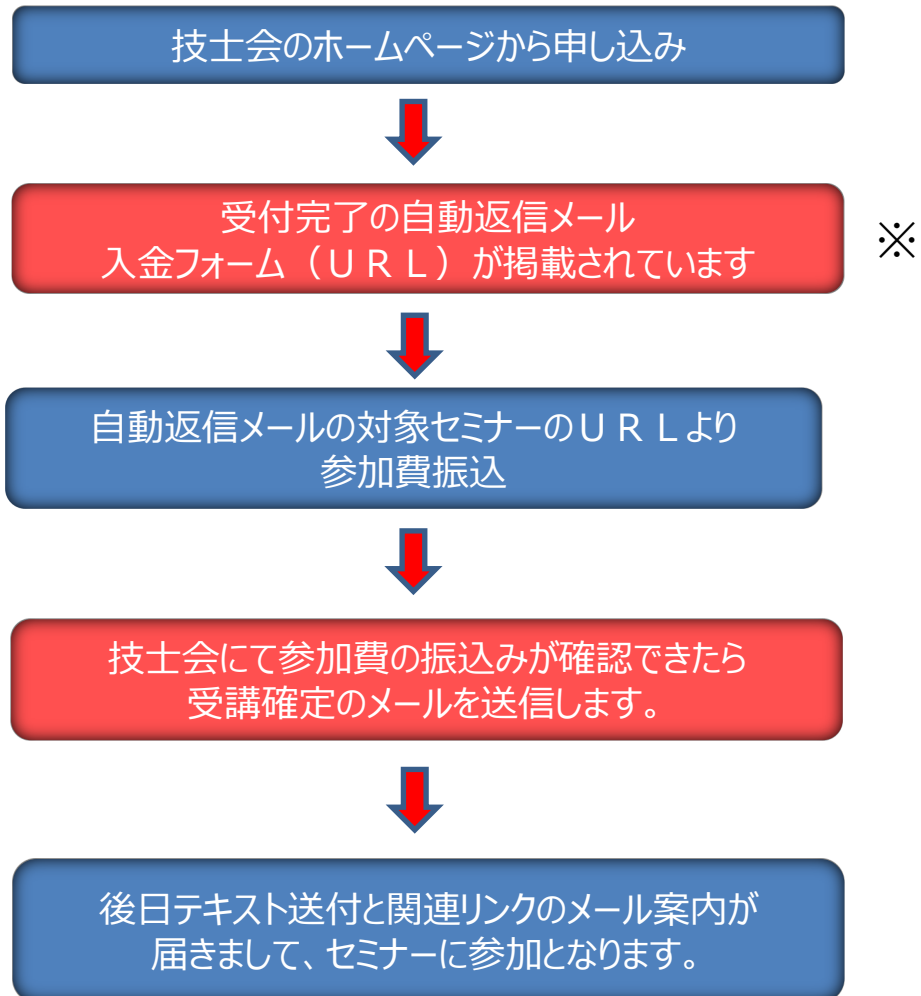 技士会のホームページから申し込み
受付完了の自動返信メール
入金フォーム（ＵＲＬ）が掲載されています
※
自動返信メールの対象セミナーのＵＲＬより
参加費振込
技士会にて参加費の振込みが確認できたら
受講確定のメールを送信します。
後日テキスト送付と関連リンクのメール案内が
届きまして、セミナーに参加となります。